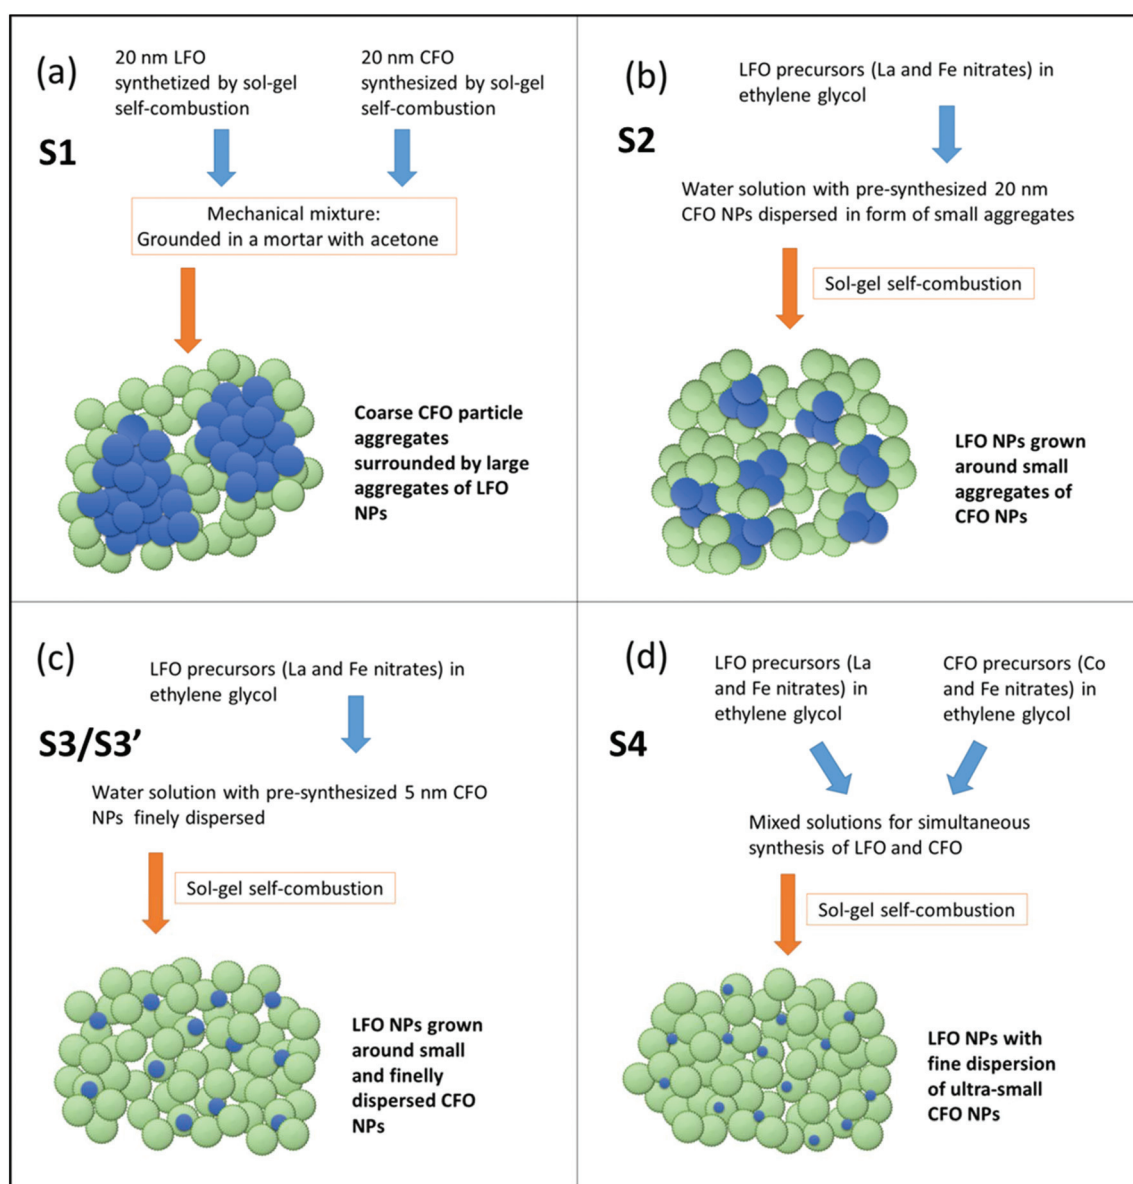 (a)
20 nm LFO
synthetized by sol-gel
self-combustion
20 nm CFO
synthesized by sol-gel
self-combustion
S1
Mechanical mixture:
Grounded in a mortar with acetone
Coarse CFO particle
aggregates
surrounded by large
aggregates of LFO
NPs
(b)
LFO precursors (La and Fe nitrates) in
ethylene glycol
S2
Water solution with pre-synthesized 20 nm
CFO NPs dispersed in form of small aggregates
Sol-gel self-combustion
LFO NPs grown
around small
aggregates of
CFO NPs
(c)
LFO precursors (La and Fe nitrates) in
ethylene glycol
S3/S3’
Water solution with pre-synthesized 5 nm CFO
NPs finely dispersed
Sol-gel self-combustion
LFO NPs grown
around small
and finelly
dispersed CFO
NPs
(d)
LFO precursors (La
and Fe nitrates) in
ethylene glycol
CFO precursors (Co
and Fe nitrates) in
ethylene glycol
S4
Mixed solutions for simultaneous
synthesis of LFO and CFO
Sol-gel self-combustion
LFO NPs with
fine dispersion
of ultra-small
CFO NPs